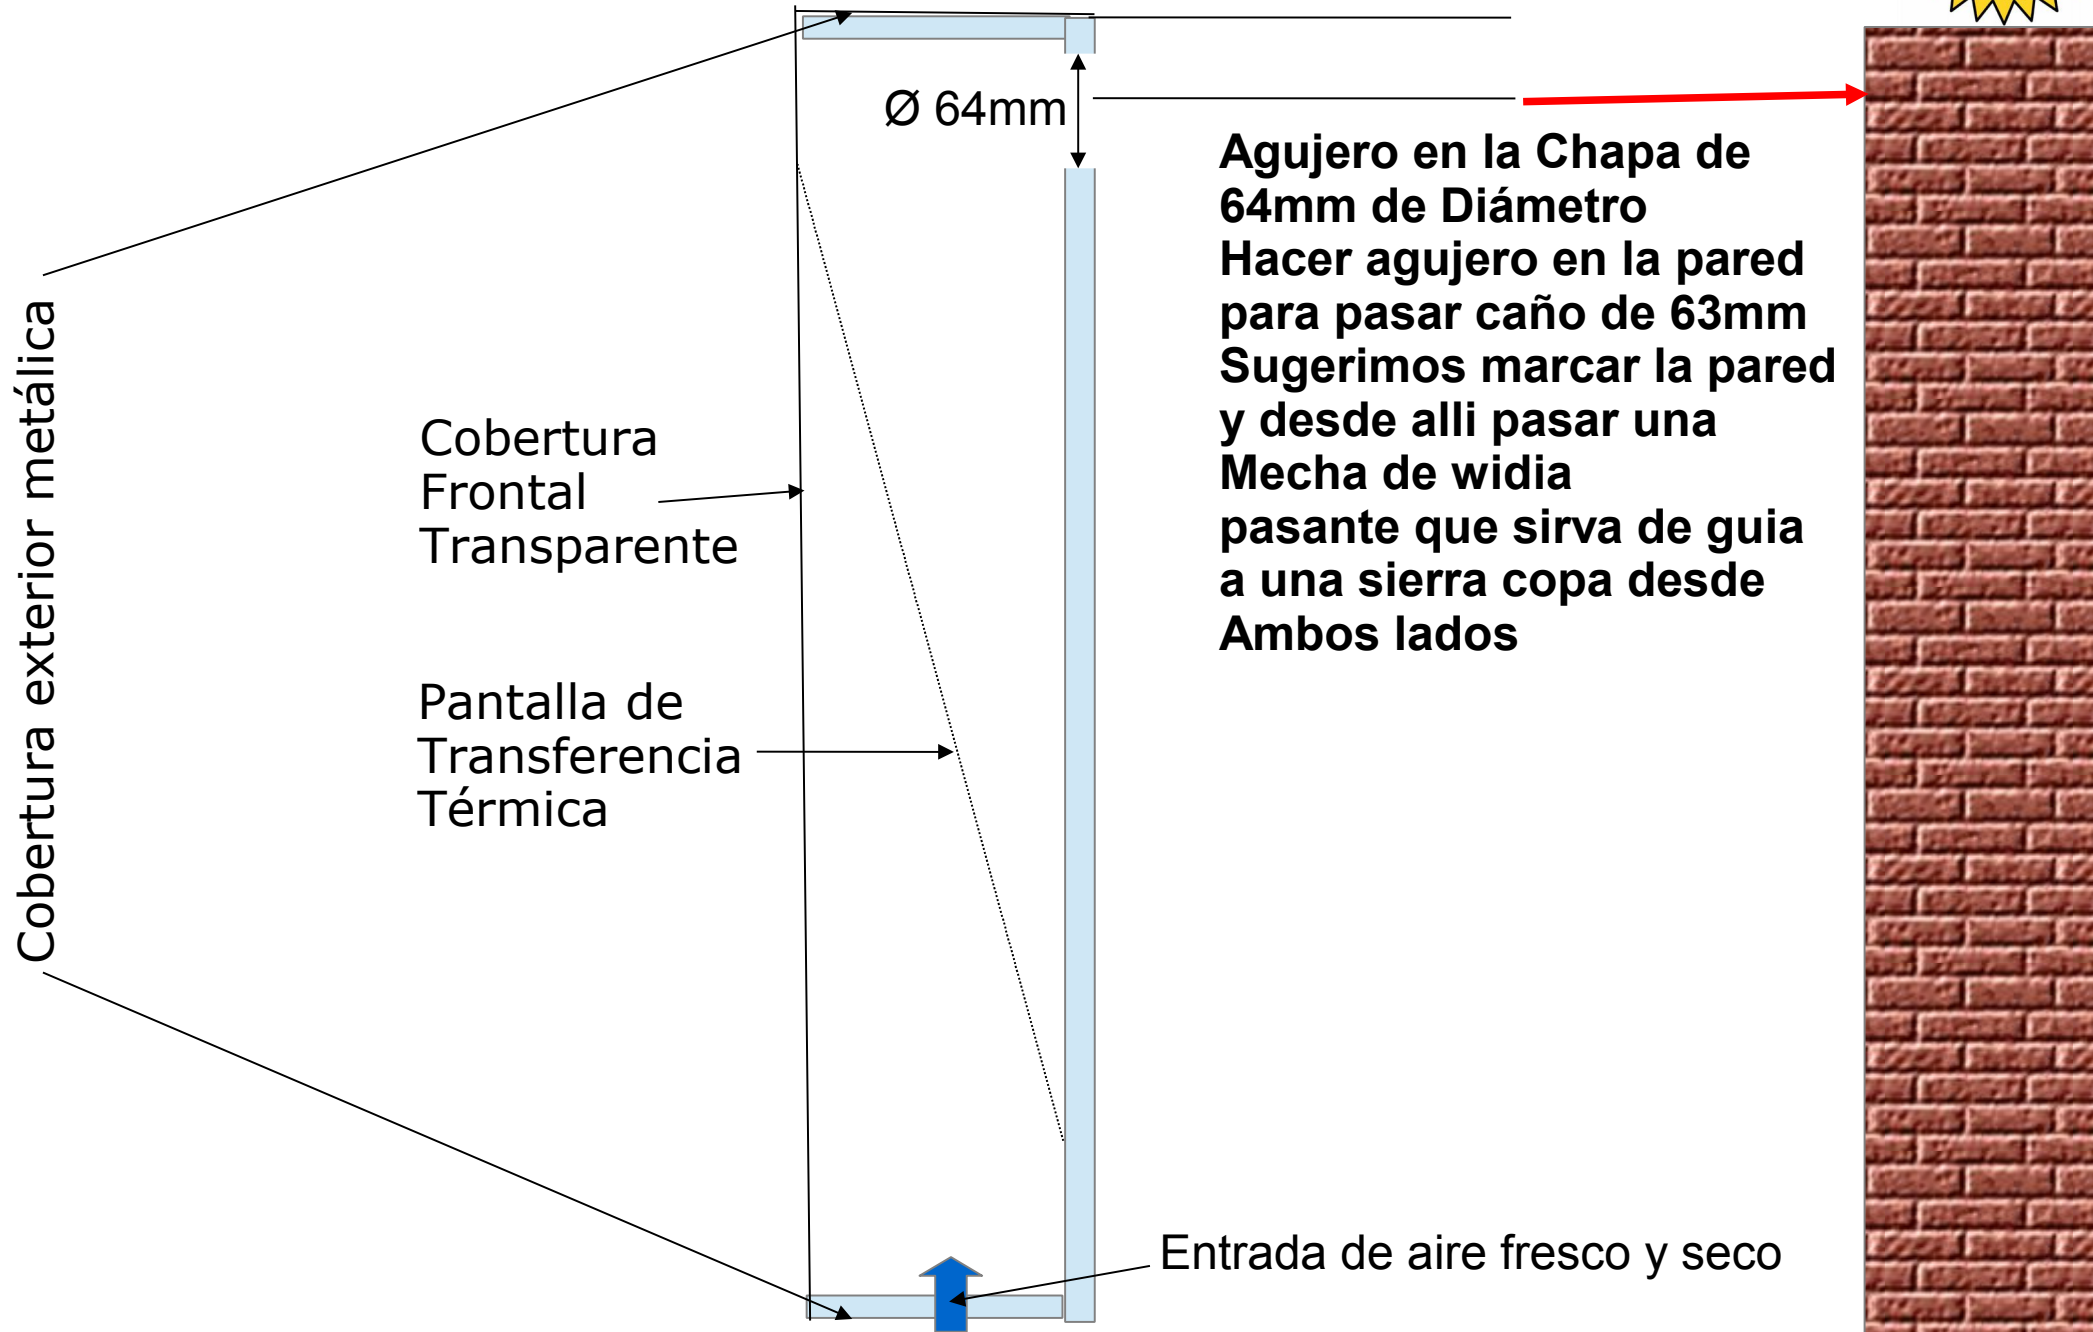 Ø 64mm
Agujero en la Chapa de
64mm de Diámetro
Hacer agujero en la pared
para pasar caño de 63mm
Sugerimos marcar la pared
y desde alli pasar una
Mecha de widia
pasante que sirva de guia
a una sierra copa desde
Ambos lados
Cobertura exterior metálica
Cobertura
Frontal
Transparente
Pantalla de
Transferencia
Térmica
Entrada de aire fresco y seco